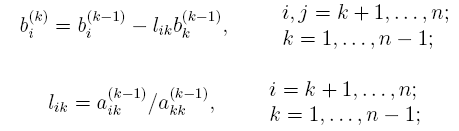 b_i^{(k-1)} = b_i^{(k-1)} - l_{ik} b_k^{(k-1)}, i, j = k + 1, . . . , n;
k = 1, . . . , n − 1;
l_{ik} = a_{ik}^{(k-1)} / a_{kk}^{(k-1)}, i = k + 1, . . . , n;
k = 1, . . . , n − 1;